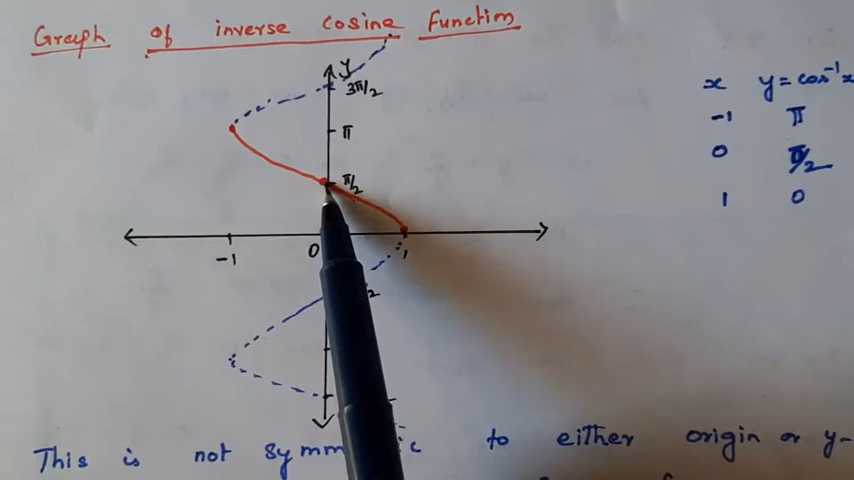 Graph of inverse cosine Function
y
3π/2
π
π/2
-1 0 1
x y = cos⁻¹x
-1 π
0 π/2
1 0
This is not to either origin or y-